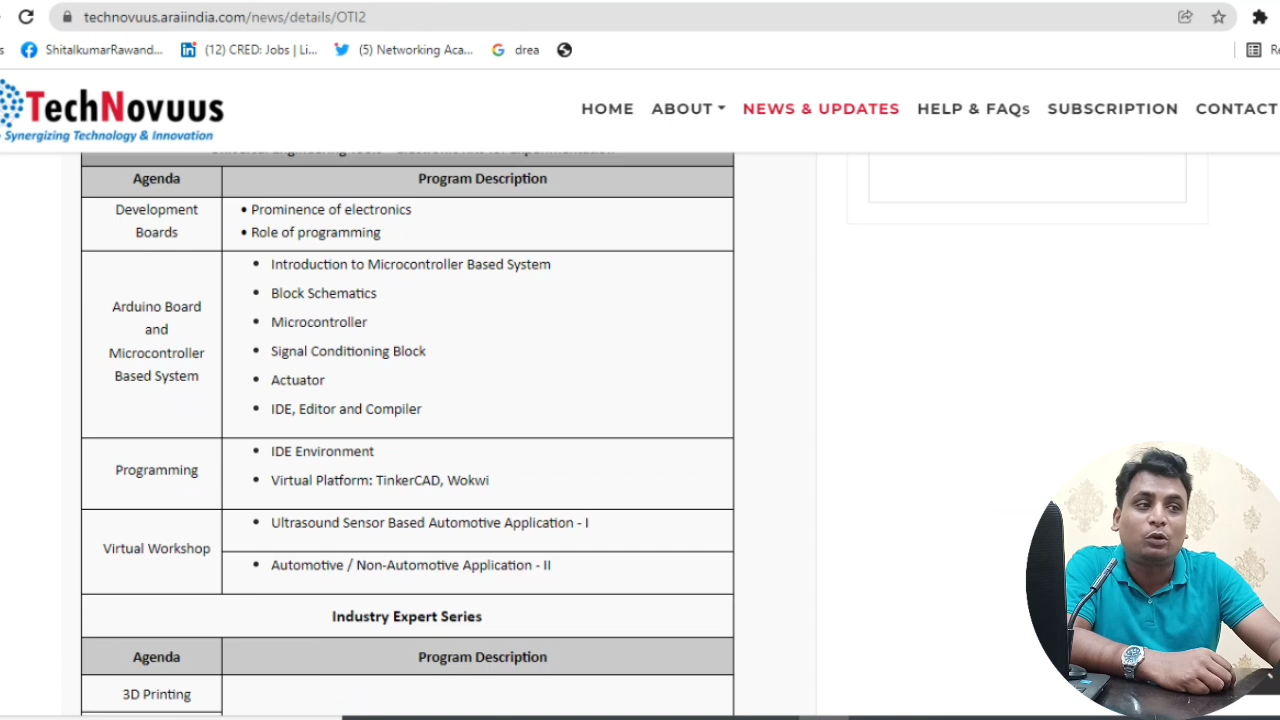 technovuus.araiindia.com/news/details/OTI2
ShitalkumarRawand... (12) CRED: Jobs | Li... (5) Networking Aca... drea
TechNovuus
Synergizing Technology & Innovation
HOME ABOUT NEWS & UPDATES HELP & FAQs SUBSCRIPTION CONTACT
Agenda Program Description
Development Boards
• Prominence of electronics
• Role of programming
Arduino Board
and
Microcontroller
Based System
• Introduction to Microcontroller Based System
• Block Schematics
• Microcontroller
• Signal Conditioning Block
• Actuator
• IDE, Editor and Compiler
Programming
• IDE Environment
• Virtual Platform: TinkerCAD, Wokwi
Virtual Workshop
• Ultrasound Sensor Based Automotive Application - I
• Automotive / Non-Automotive Application - II
Industry Expert Series
Agenda Program Description
3D Printing